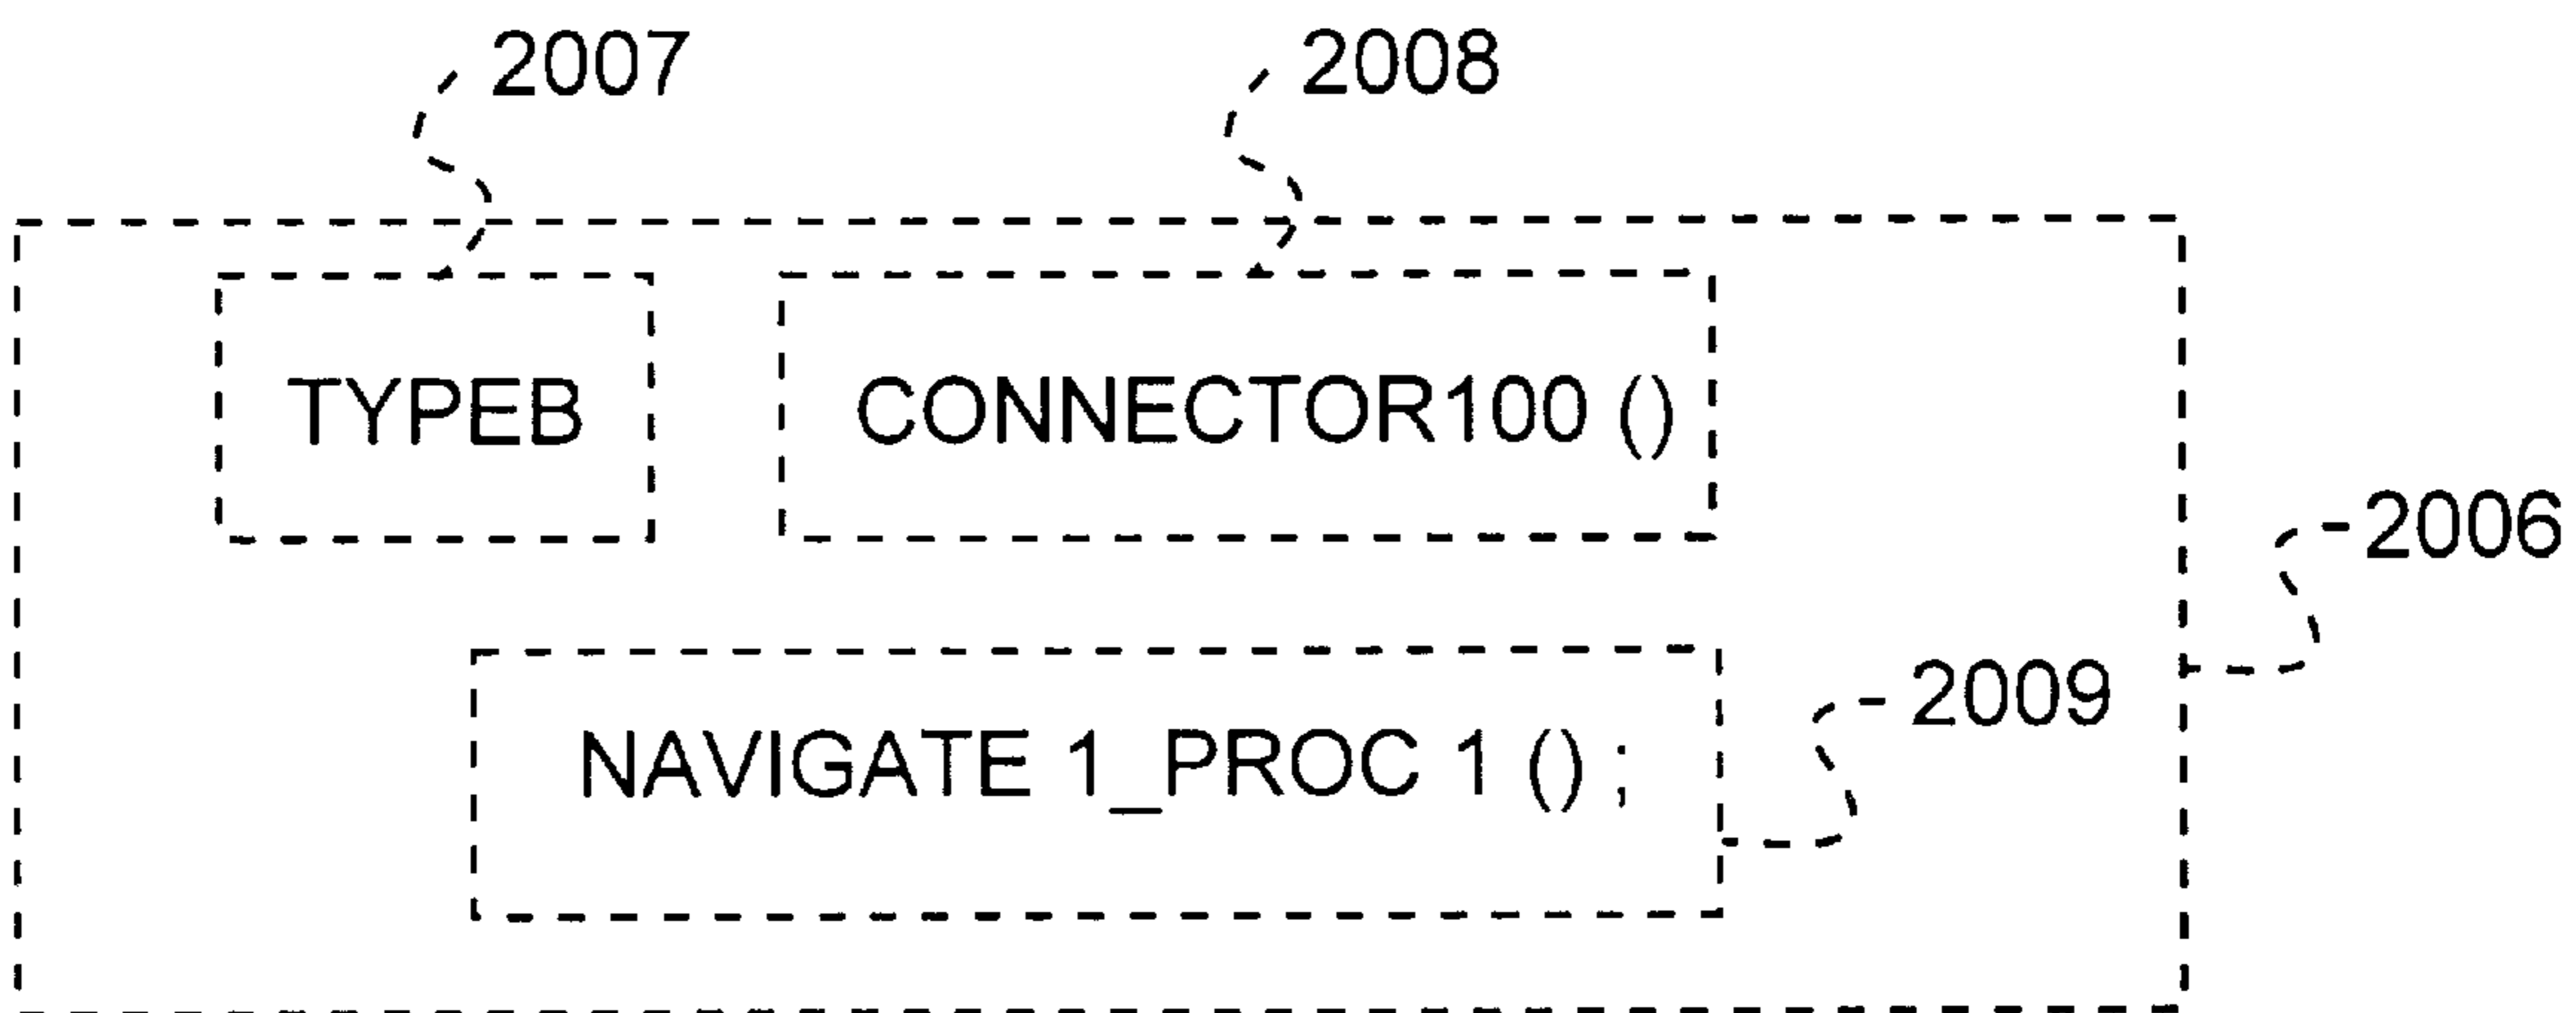 2007 2008
TYPEB CONNECTOR100 ()
2006
2009
NAVIGATE 1_PROC 1 () ;